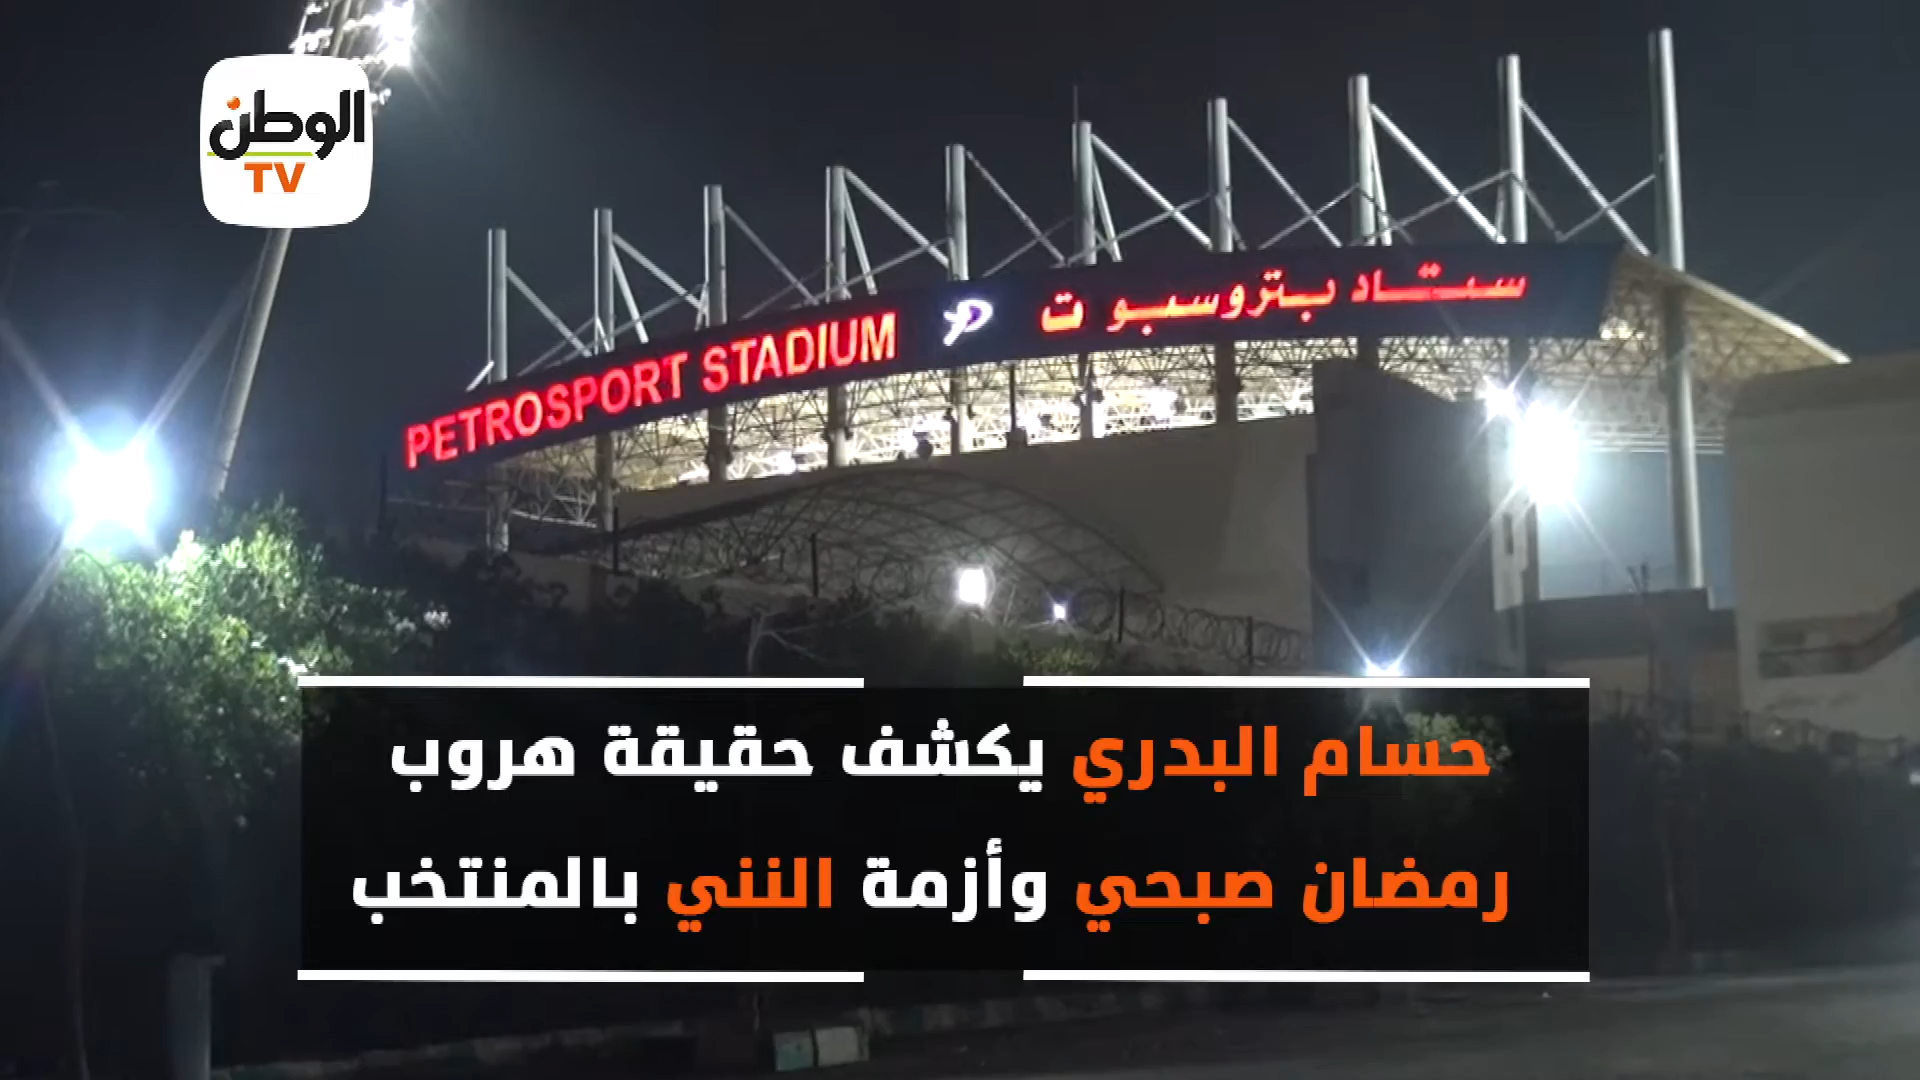 الوطن
TV
PETROSPORT STADIUM
ستاد بتروسبو ت
حسام البدري يكشف حقيقة هروب
رمضان صبحي وأزمة النني بالمنتخب